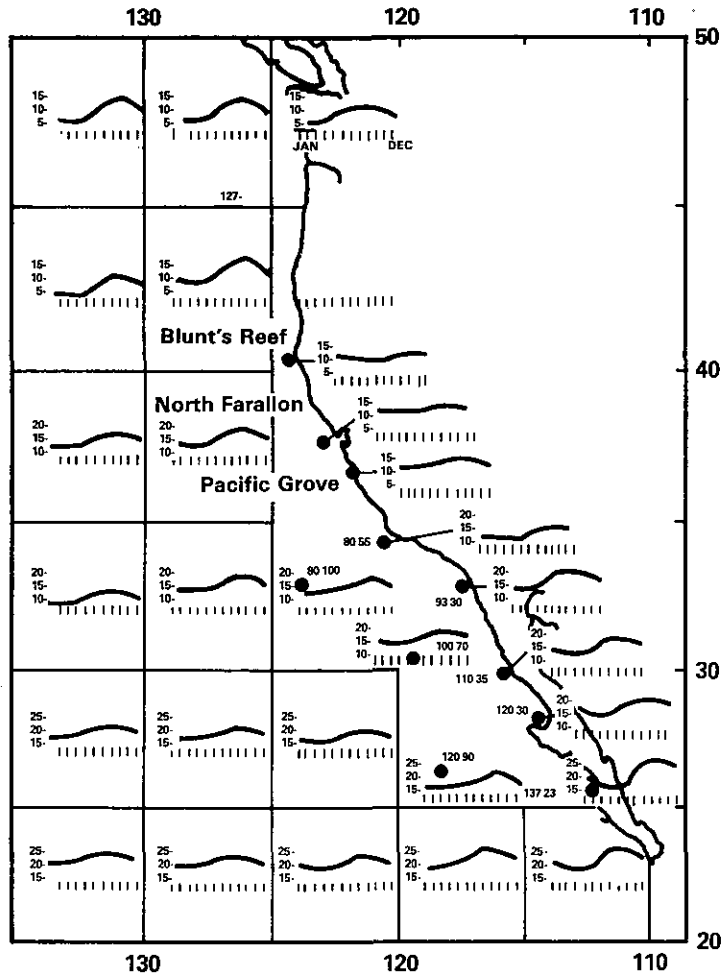 130 120 110
50
15- 15- 15-
10- 10- 10-
5- 5- 5-
JAN DEC
127-
15- 15-
10- 10-
5- 5-
Blunt's Reef
15-
10-
5-
40
North Farallon
20- 20- 15-
15- 15- 10-
10- 10- 5-
Pacific Grove
15-
10-
5-
80 55
20-
15-
10-
80 100
20- 20- 20- 20-
15- 15- 15- 15-
10- 10- 10- 10-
93 30
20-
15-
10-
100 70
20-
15-
10-
30
110 35
120 30
20-
15-
10-
25- 25- 25-
20- 20- 20-
15- 15- 15-
120 90
25- 25-
20- 20-
15- 15-
137 23
25- 25- 25- 25- 25-
20- 20- 20- 20- 20-
15- 15- 15- 15- 15-
20
130 120 110